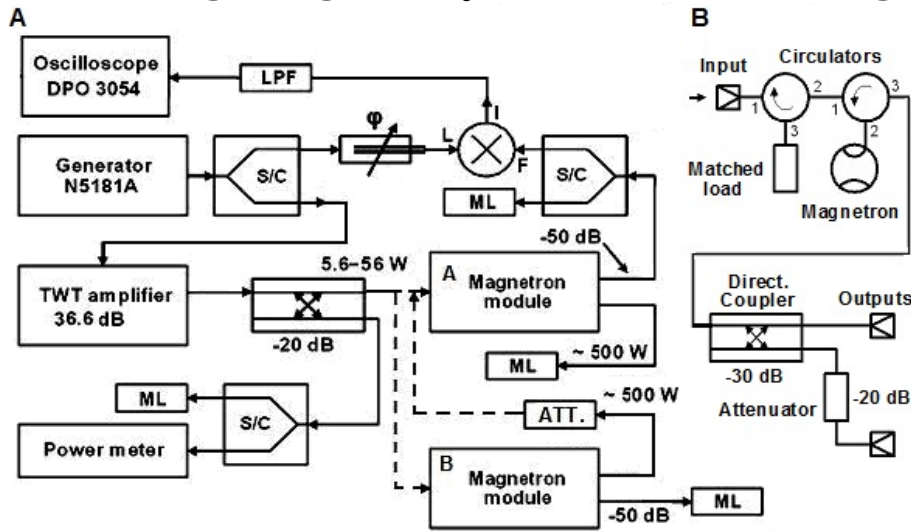 A
B
Oscilloscope
DPO 3054
LPF
Circulators
Input
1
2
3
1
2
3
Matched
load
Magnetron
φ
I
L
F
Generator
N5181A
S/C
S/C
ML
-50 dB
5.6–56 W
TWT amplifier
36.6 dB
-20 dB
A
Magnetron
module
Direct.
Coupler
Outputs
ML
~ 500 W
-30 dB
Attenuator
-20 dB
ML
S/C
Power meter
ATT.
~ 500 W
B
Magnetron
module
-50 dB
ML